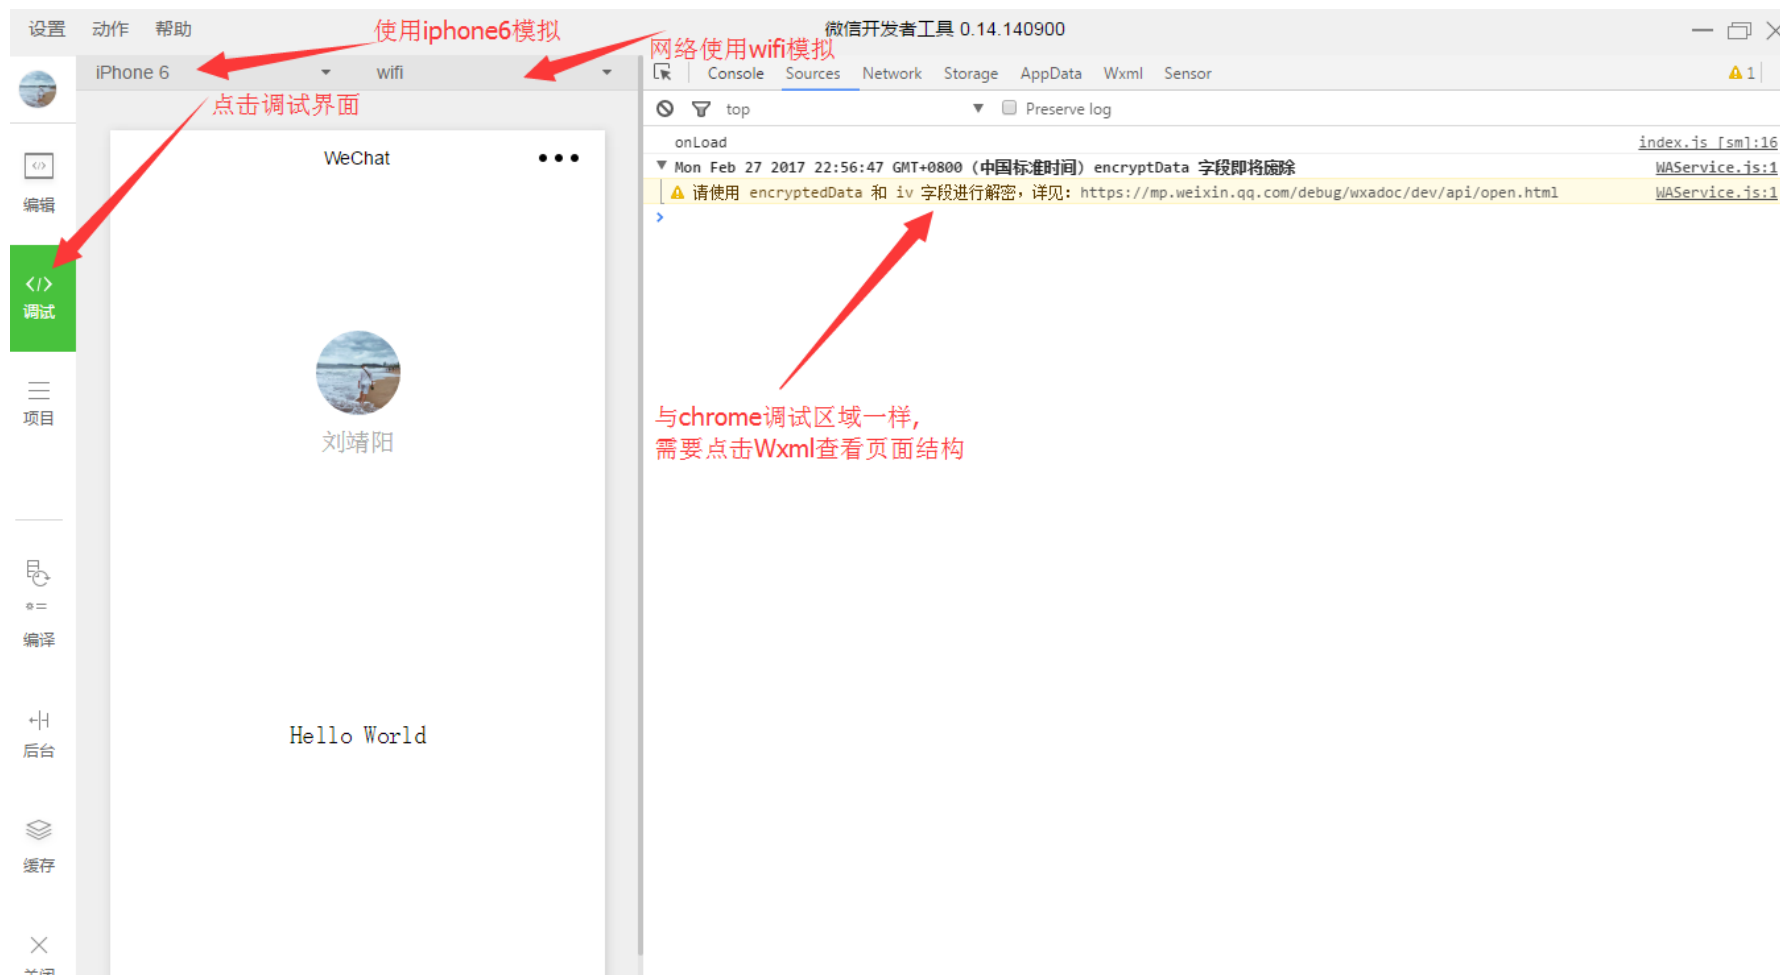 设置 动作 帮助
使用iphone6模拟
微信开发者工具 0.14.140900
网络使用wifi模拟
iPhone 6
wifi
Console Sources Network Storage AppData Wxml Sensor
1
点击调试界面
top
Preserve log
WeChat
onLoad
index.js [sm]:16
Mon Feb 27 2017 22:56:47 GMT+0800 (中国标准时间) encryptData 字段即将废除
WAService.js:1
请使用 encryptedData 和 iv 字段进行解密，详见：https://mp.weixin.qq.com/debug/wxadoc/dev/api/open.html
WAService.js:1
编辑
调试
项目
刘靖阳
与chrome调试区域一样,
需要点击Wxml查看页面结构
编译
Hello World
后台
缓存
关闭